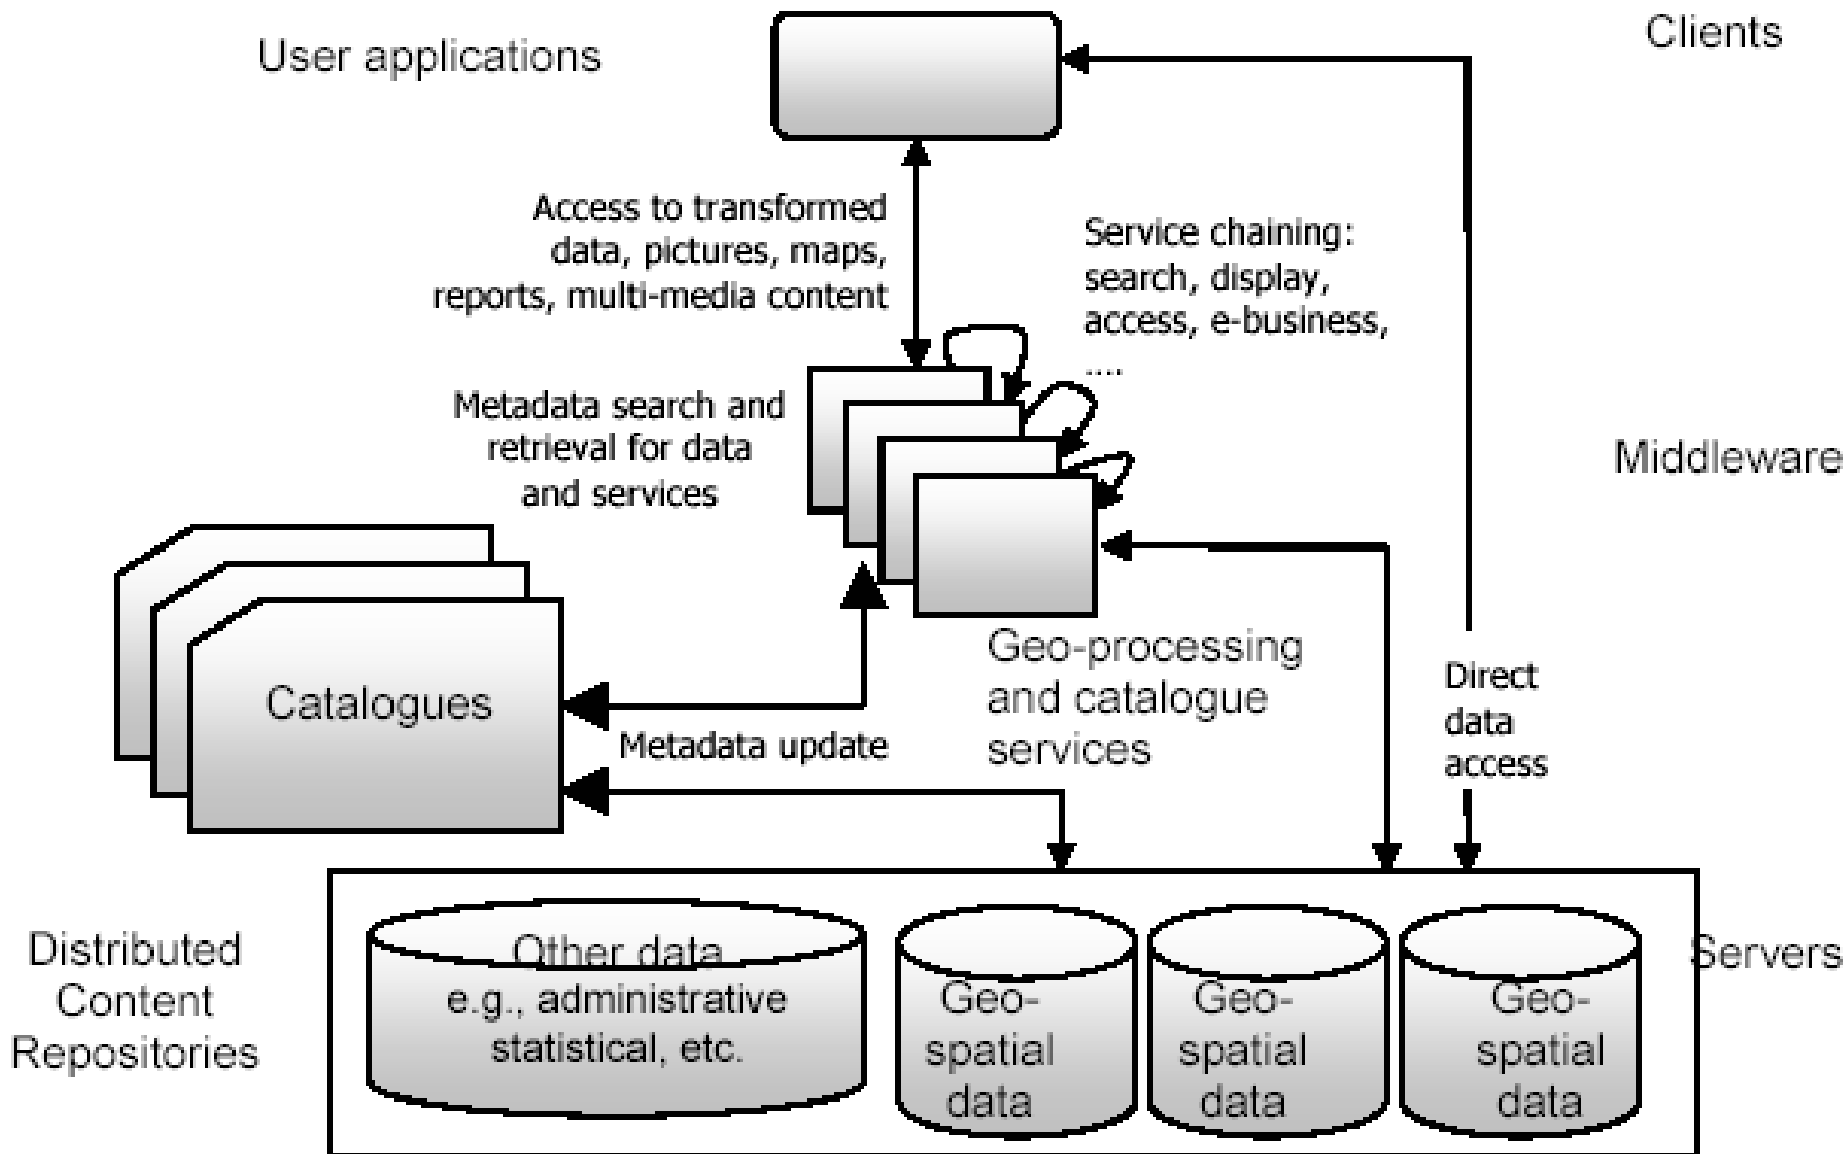 User applications
Clients
Access to transformed
data, pictures, maps,
reports, multi-media content
Service chaining:
search, display,
access, e-business,
....
Metadata search and
retrieval for data
and services
Middleware
Catalogues
Metadata update
Geo-processing
and catalogue
services
Direct
data
access
Distributed
Content
Repositories
Other data
e.g., administrative
statistical, etc.
Geo-
spatial
data
Geo-
spatial
data
Geo-
spatial
data
Servers